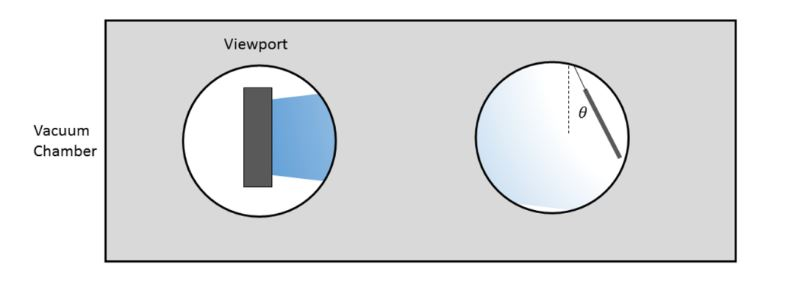 Viewport
Vacuum
Chamber
θ